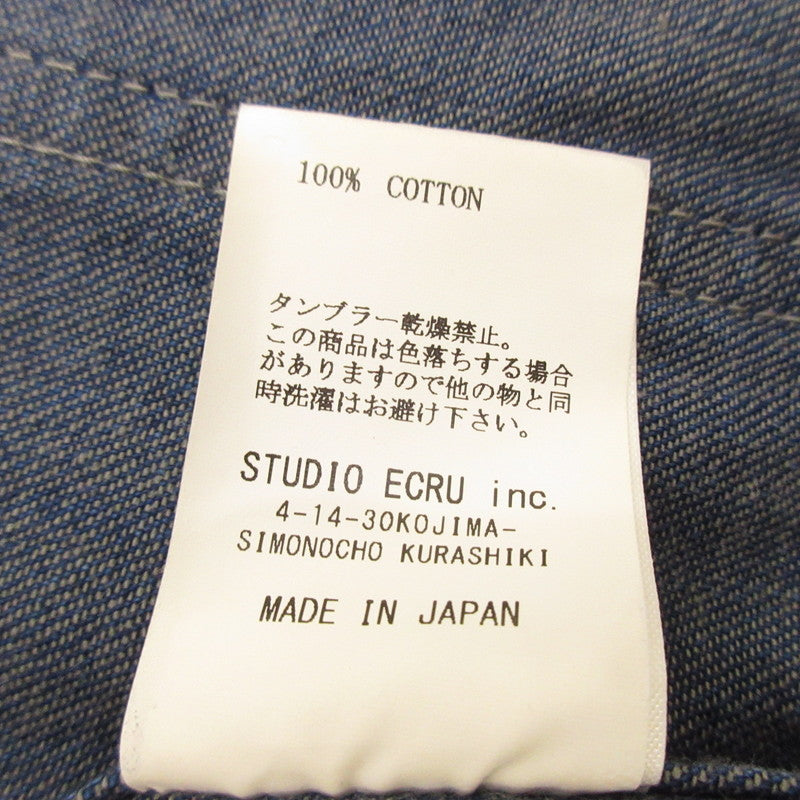 100% COTTON
タンブラー乾燥禁止。
この商品は色落ちする場合
がありますので他の物と同
時洗濯はお避け下さい。
STUDIO ECRU inc.
4-14-30KOJIMA-
SIMONOCHO KURASHIKI
MADE IN JAPAN